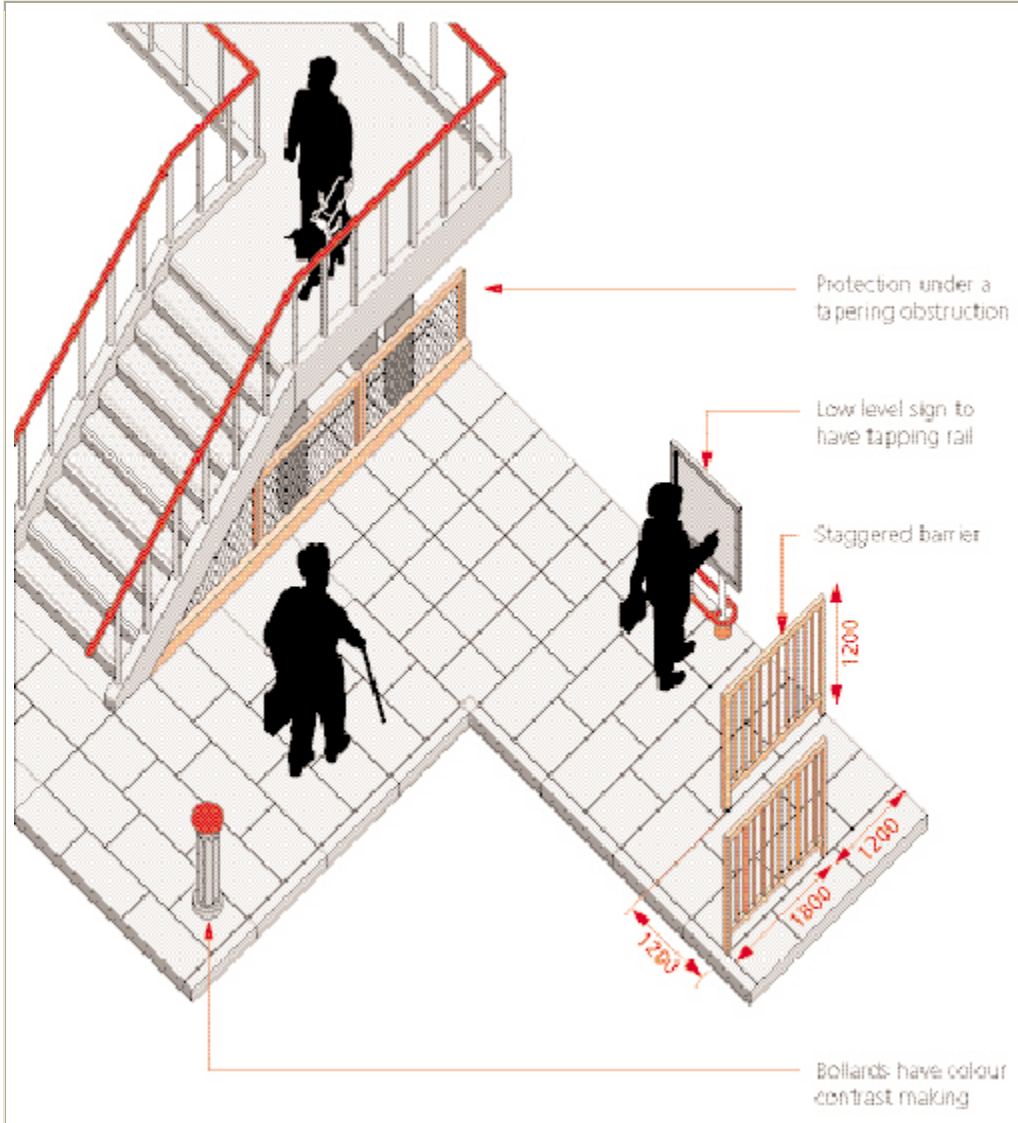 Protection under a
tapering obstruction
Low level sign to
have tapping rail
Staggered barrier
1200
1200
1800
1200
Bollards have colour
contrast making